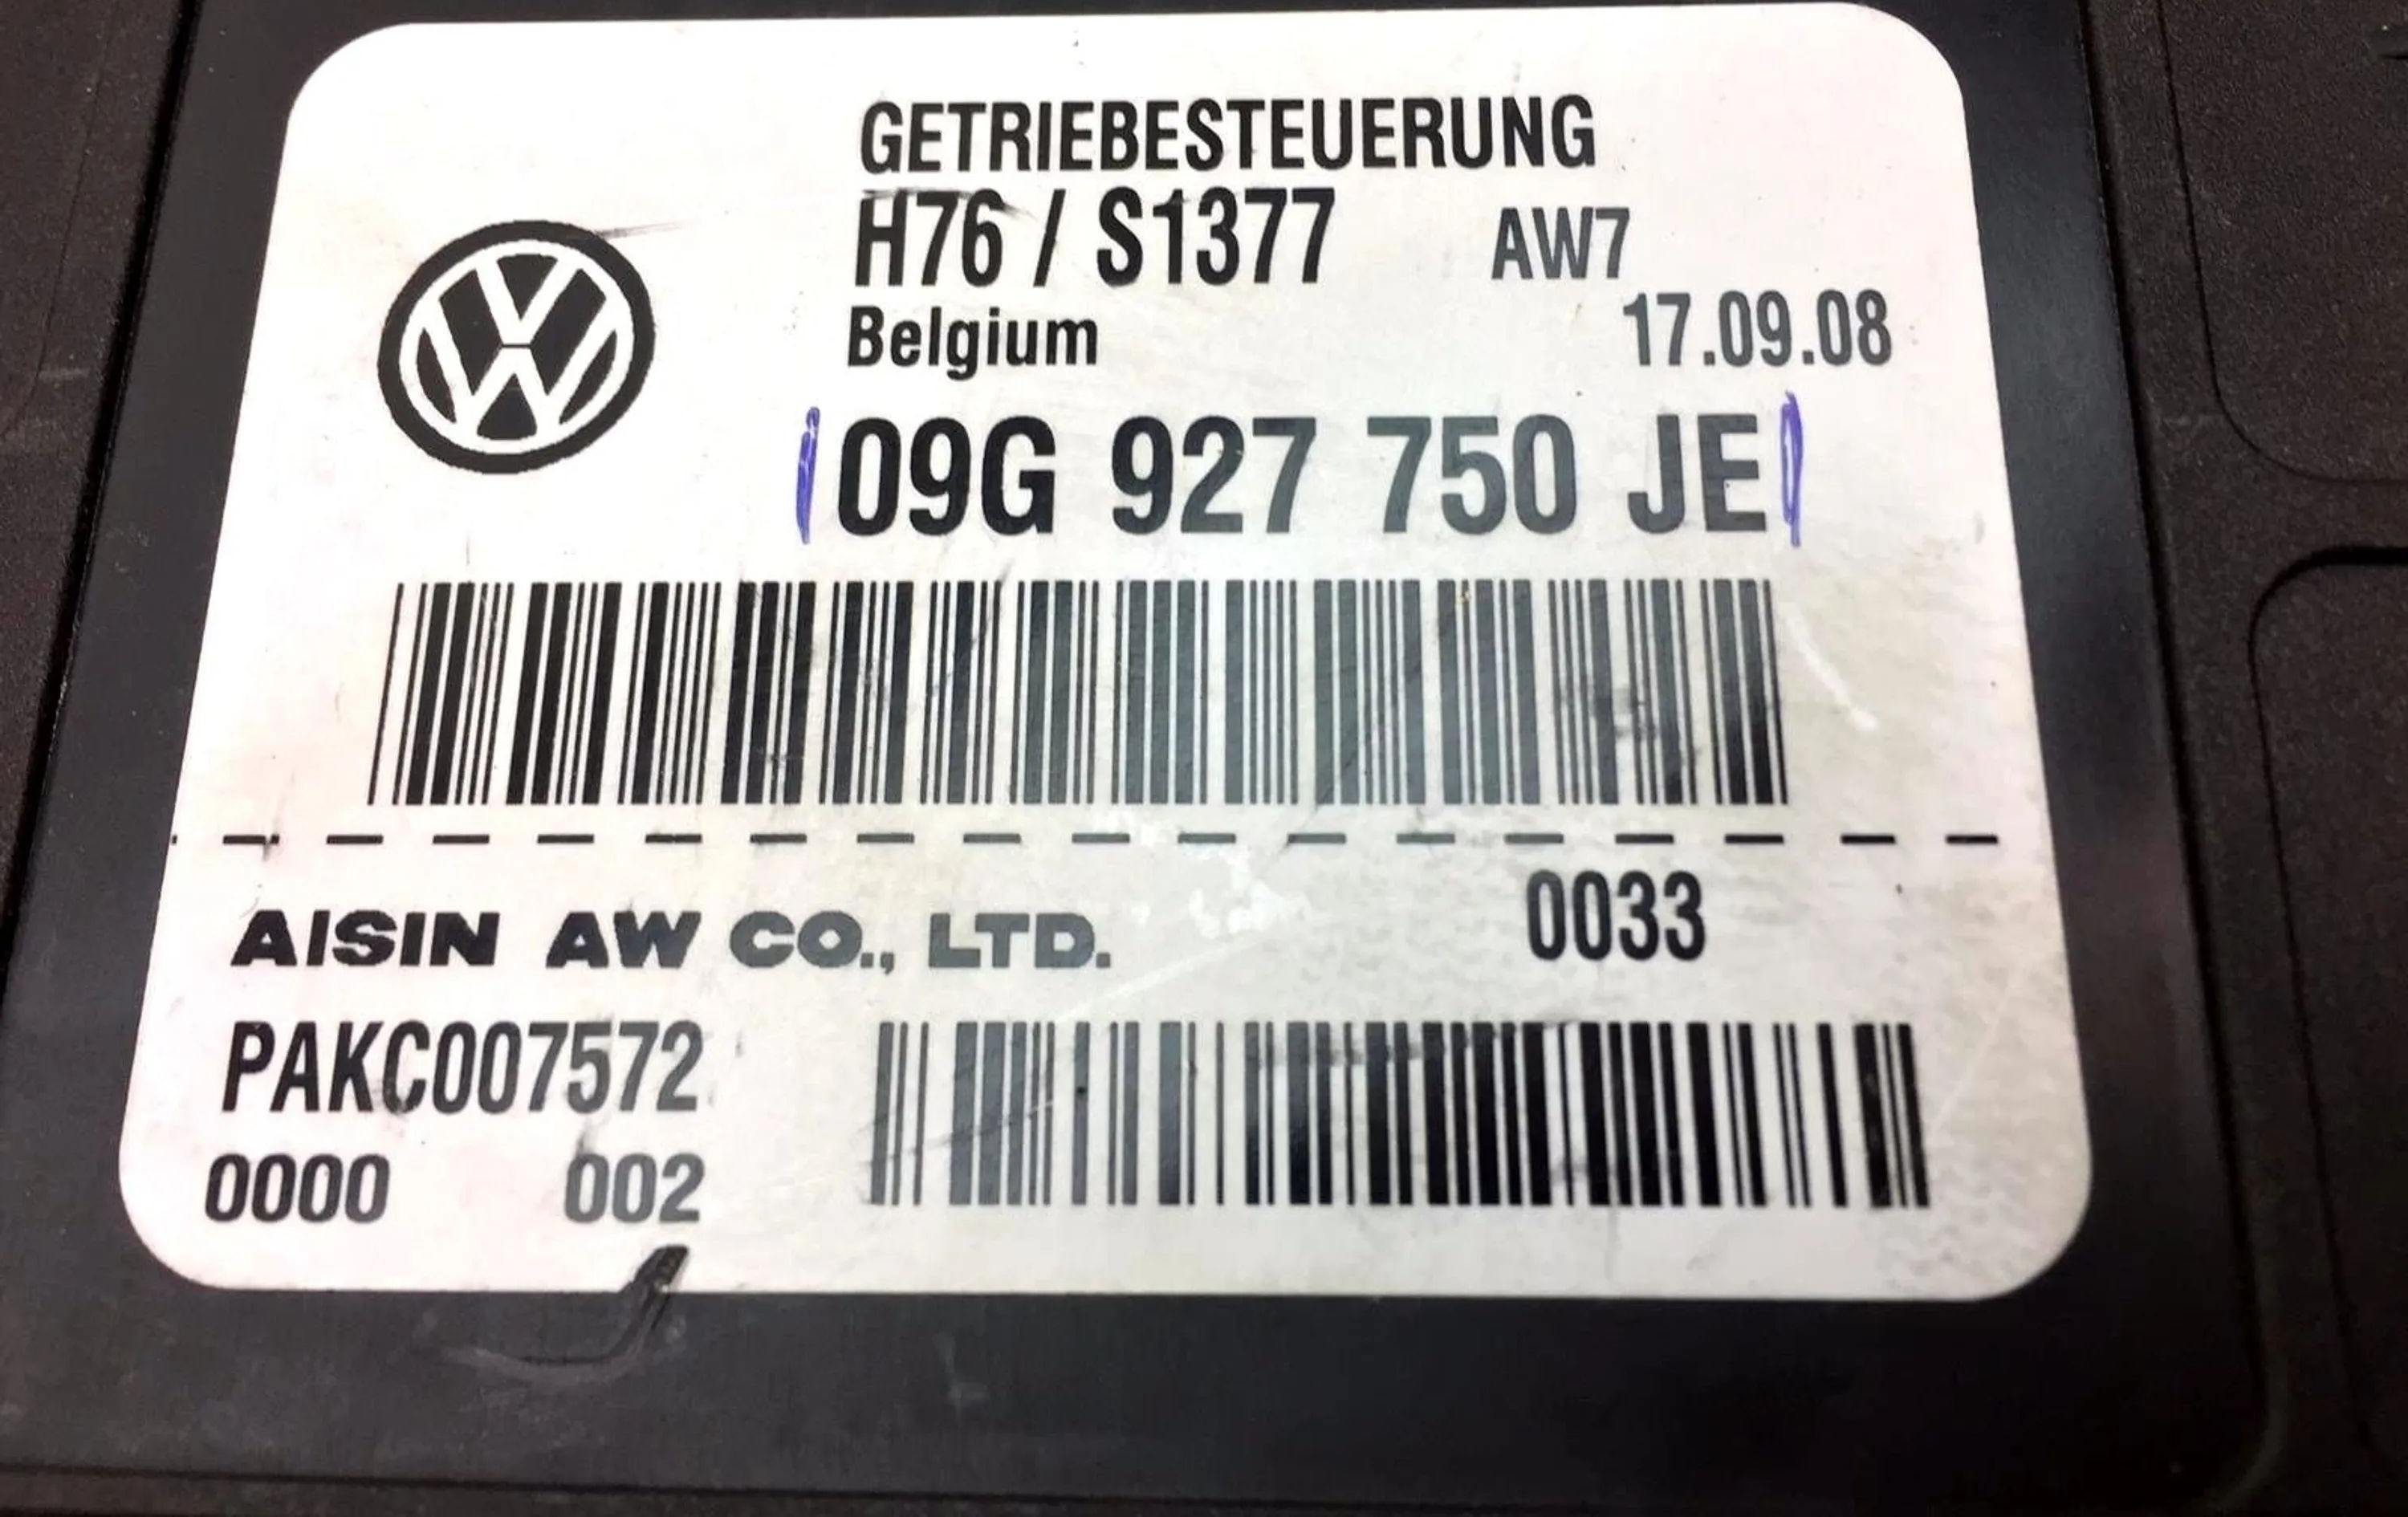 GETRIEBESTEUERUNG
H76 / S1377 AW7
Belgium 17.09.08
09G 927 750 JE
AISIN AW CO., LTD. 0033
PAKC007572
0000 002